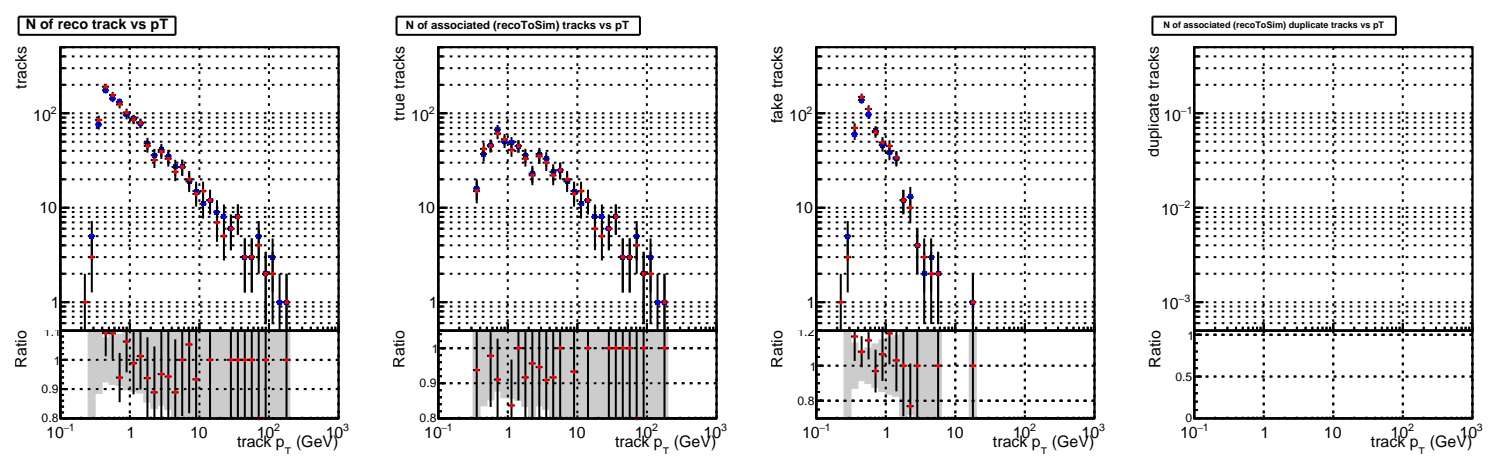 N of reco track vs pT
tracks
10²
10
1
Ratio
1.1
1
0.9
0.8
10⁻¹ 1 10 10² 10³
track p_T (GeV)
N of associated (recoToSim) tracks vs pT
true tracks
10²
10
1
Ratio
1
0.9
0.8
10⁻¹ 1 10 10² 10³
track p_T (GeV)
fake tracks
10²
10
1
Ratio
1.2
1
0.8
10⁻¹ 1 10 10² 10³
track p_T (GeV)
N of associated (recoToSim) duplicate tracks vs pT
duplicate tracks
10⁻¹
10⁻²
10⁻³
Ratio
1
0.5
0
10⁻¹ 1 10 10² 10³
track p_T (GeV)